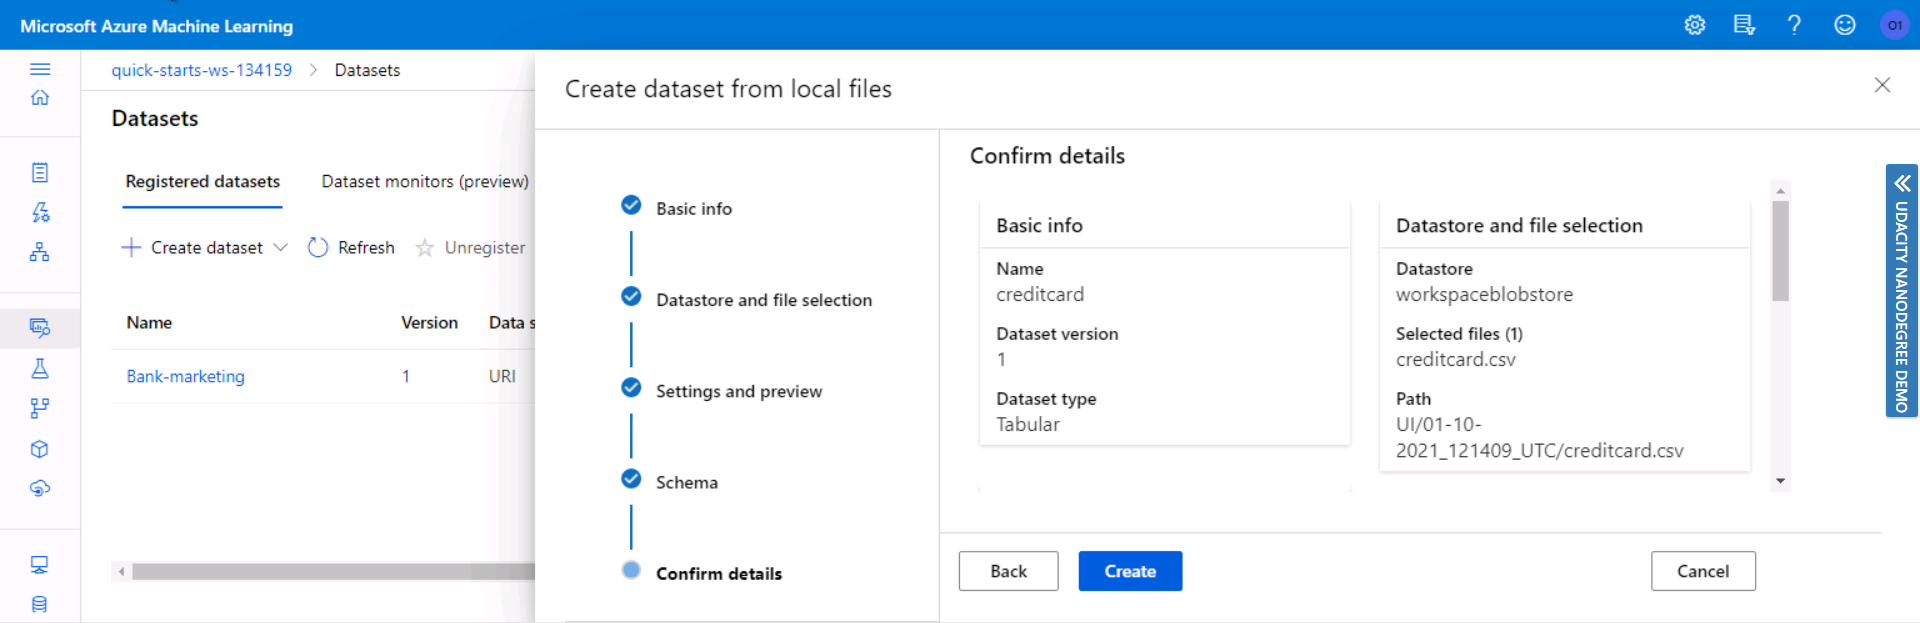 Microsoft Azure Machine Learning
O1
quick-starts-ws-134159 > Datasets
Datasets
Registered datasets
Dataset monitors (preview)
Create dataset
Refresh
Unregister
Name
Version
Data s
Bank-marketing
1
URI
Create dataset from local files
Basic info
Datastore and file selection
Settings and preview
Schema
Confirm details
Confirm details
Basic info
Name
creditcard
Dataset version
1
Dataset type
Tabular
Datastore and file selection
Datastore
workspaceblobstore
Selected files (1)
creditcard.csv
Path
UI/01-10-
2021_121409_UTC/creditcard.csv
Back
Create
Cancel
UDACITY NANODEGREE DEMO